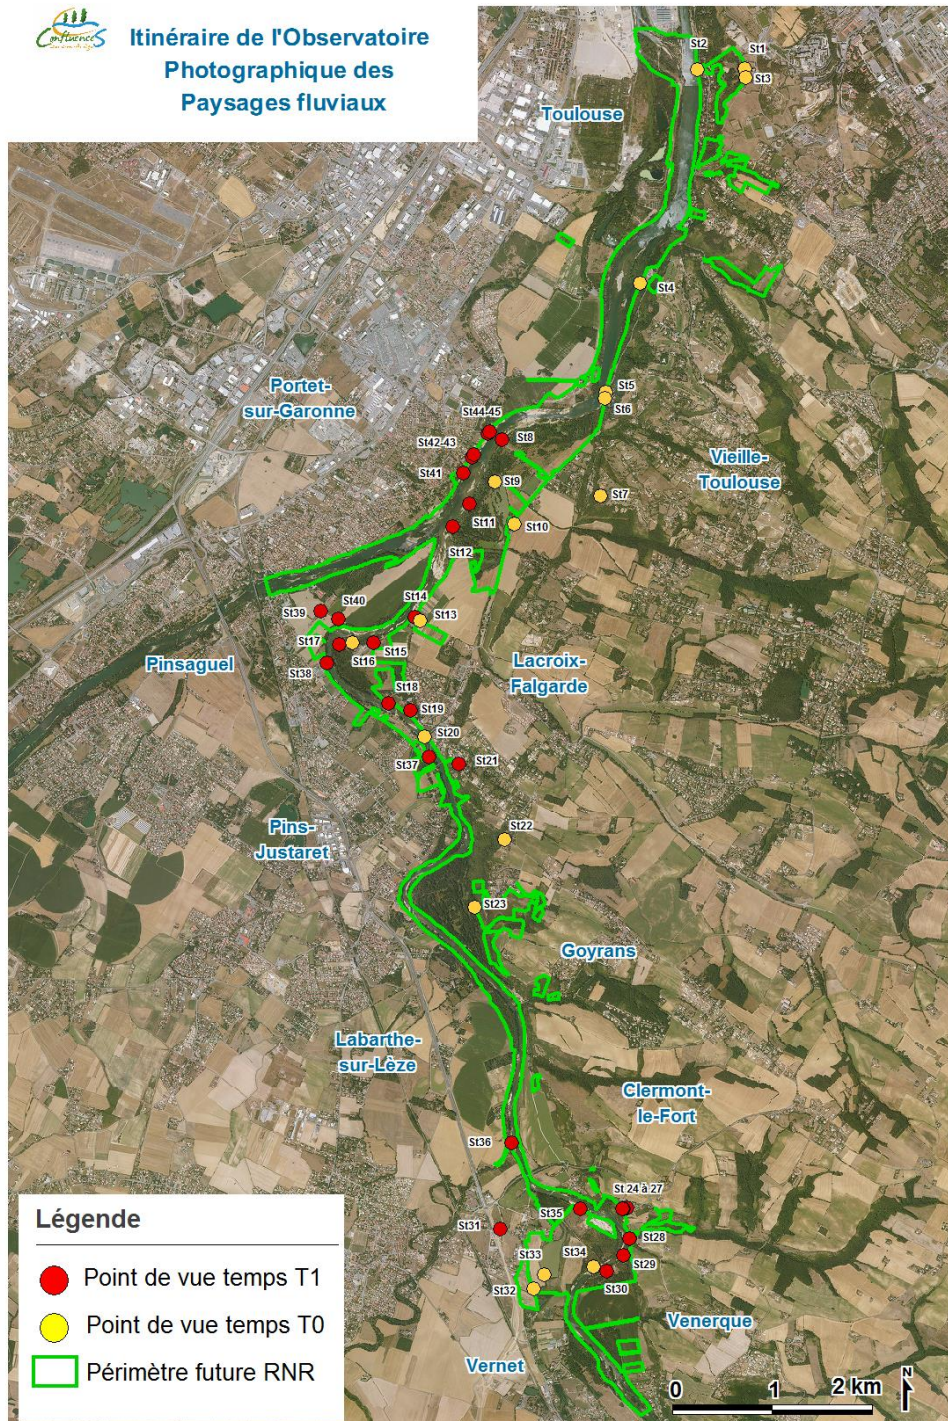 ConfluenceS
Itinéraire de l'Observatoire
Photographique des
Paysages fluviaux
St2
St1
St3
Toulouse
St4
Portet-
sur-Garonne
St5
St6
St44-45
St8
St42-43
St41
St9
Vieille-
Toulouse
St7
St11
St10
St12
St14
St40
St39
St13
St17
St15
St16
St38
Pinsaguel
Lacroix-
Falgarde
St18
St19
St20
St37
St21
Pins-
Justaret
St22
St23
Goyrans
Labarthe-
sur-Lèze
Clermont-
le-Fort
St36
St 24 à 27
St35
St31
St28
St33
St34
St29
St32
St30
Venerque
Vernet
Légende
Point de vue temps T1
Point de vue temps T0
Périmètre future RNR
0 1 2 km
N